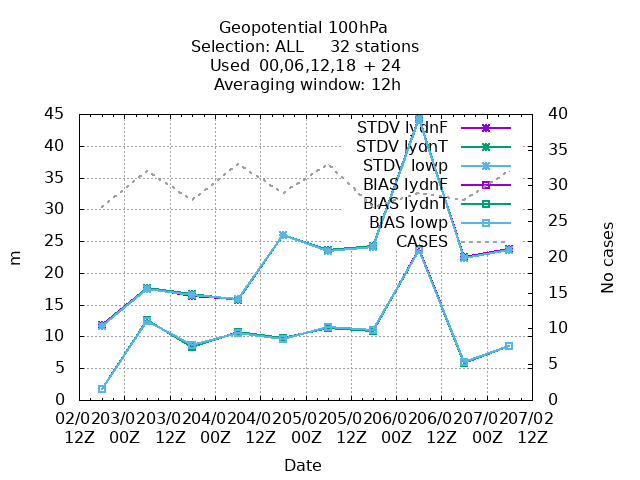 Geopotential 100hPa
Selection: ALL 32 stations
Used 00,06,12,18 + 24
Averaging window: 12h
45
40
35
30
25
20
15
10
5
0
m
40
35
30
25
20
15
10
5
0
No cases
STDV lydnF
STDV lydnT
STDV lowp
BIAS lydnF
BIAS lydnT
BIAS lowp
CASES
02/02 03/02 03/02 04/02 04/02 05/02 05/02 06/02 06/02 07/02 07/02
12Z 00Z 12Z 00Z 12Z 00Z 12Z 00Z 12Z 00Z 12Z
Date